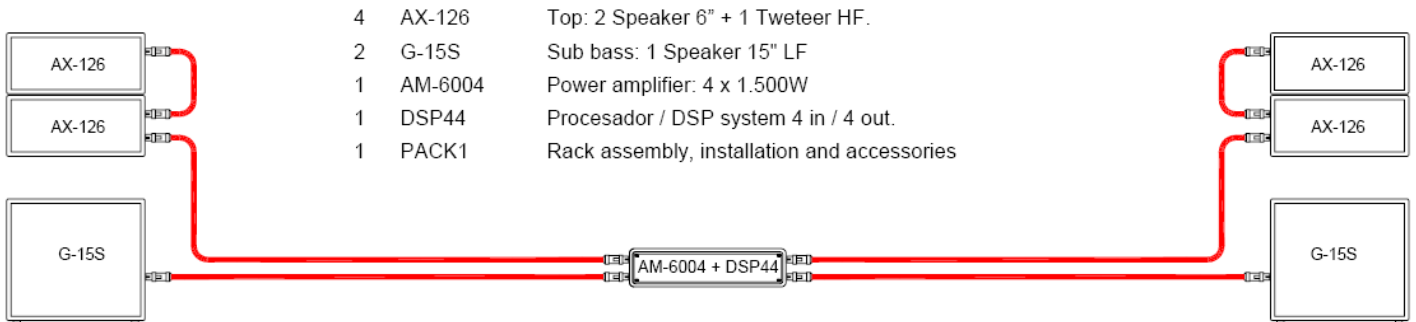 4 AX-126 Top: 2 Speaker 6” + 1 Tweteer HF.
2 G-15S Sub bass: 1 Speaker 15" LF
1 AM-6004 Power amplifier: 4 x 1.500W
1 DSP44 Procesador / DSP system 4 in / 4 out.
1 PACK1 Rack assembly, installation and accessories
AX-126
AX-126
G-15S
AM-6004 + DSP44
AX-126
AX-126
G-15S